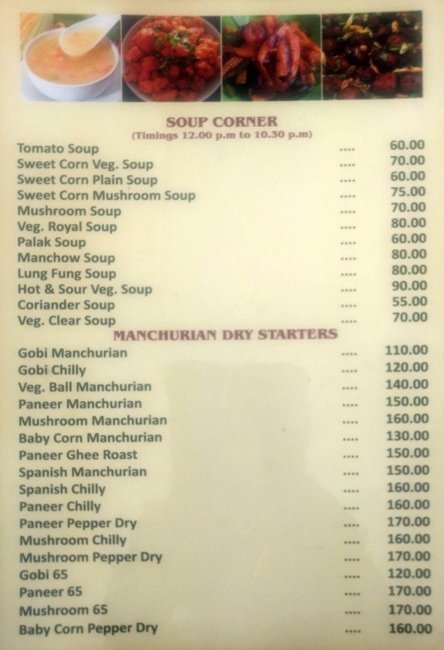 SOUP CORNER
(Timings 12.00 p.m to 10.30 p.m)
Tomato Soup .... 60.00
Sweet Corn Veg. Soup .... 70.00
Sweet Corn Plain Soup .... 60.00
Sweet Corn Mushroom Soup .... 75.00
Mushroom Soup .... 70.00
Veg. Royal Soup .... 80.00
Palak Soup .... 60.00
Manchow Soup .... 80.00
Lung Fung Soup .... 80.00
Hot & Sour Veg. Soup .... 90.00
Coriander Soup .... 55.00
Veg. Clear Soup .... 70.00
MANCHURIAN DRY STARTERS
Gobi Manchurian .... 110.00
Gobi Chilly .... 120.00
Veg. Ball Manchurian .... 140.00
Paneer Manchurian .... 150.00
Mushroom Manchurian .... 160.00
Baby Corn Manchurian .... 130.00
Paneer Ghee Roast .... 150.00
Spanish Manchurian .... 150.00
Spanish Chilly .... 160.00
Paneer Chilly .... 160.00
Paneer Pepper Dry .... 170.00
Mushroom Chilly .... 160.00
Mushroom Pepper Dry .... 170.00
Gobi 65 .... 120.00
Paneer 65 .... 170.00
Mushroom 65 .... 170.00
Baby Corn Pepper Dry .... 160.00